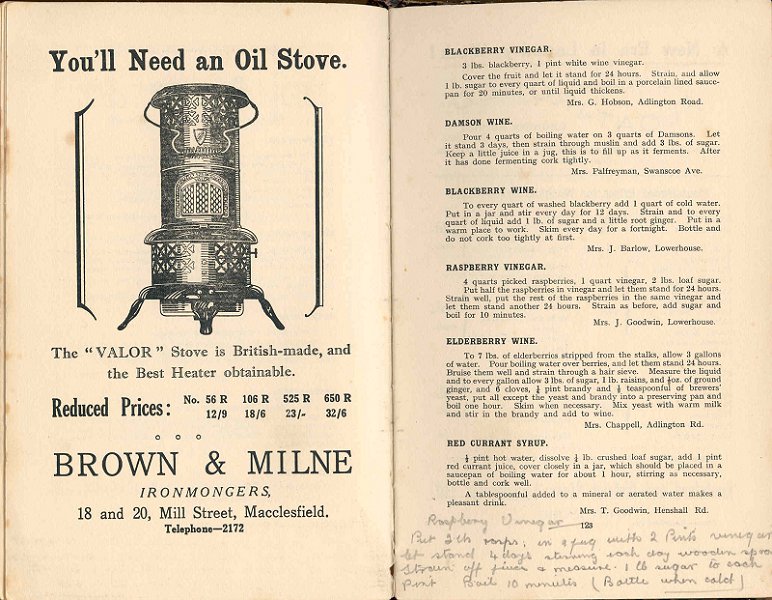 You'll Need an Oil Stove.
The "VALOR" Stove is British-made, and
the Best Heater obtainable.
Reduced Prices: No. 56 R 106 R 525 R 650 R
12/9 18/6 23/- 32/6
BROWN & MILNE
IRONMONGERS,
18 and 20, Mill Street, Macclesfield.
Telephone—2172
BLACKBERRY VINEGAR.
3 lbs. blackberry, 1 pint white wine vinegar.
Cover the fruit and let it stand for 24 hours. Strain, and allow
1 lb. sugar to every quart of liquid and boil in a porcelain lined sauce-
pan for 20 minutes, or until liquid thickens.
Mrs. G. Hobson, Adlington Road.
DAMSON WINE.
Pour 4 quarts of boiling water on 3 quarts of Damsons. Let
it stand 3 days, then strain through muslin and add 3 lbs. of sugar.
Keep a little juice in a jug, this is to fill up as it ferments. After
it has done fermenting cork tightly.
Mrs. Palfreyman, Swanscoe Ave.
BLACKBERRY WINE.
To every quart of washed blackberry add 1 quart of cold water.
Put in a jar and stir every day for 12 days. Strain and to every
quart of liquid add 1 lb. of sugar and a little root ginger. Put in a
warm place to work. Skim every day for a fortnight. Bottle and
do not cork too tightly at first.
Mrs. J. Barlow, Lowerhouse.
RASPBERRY VINEGAR.
4 quarts picked raspberries, 1 quart vinegar, 2 lbs. loaf sugar.
Put half the raspberries in vinegar and let them stand for 24 hours.
Strain well, put the rest of the raspberries in the same vinegar and
let them stand another 24 hours. Strain as before, add sugar and
boil for 10 minutes.
Mrs. J. Goodwin, Lowerhouse.
ELDERBERRY WINE.
To 7 lbs. of elderberries stripped from the stalks, allow 3 gallons
of water. Pour boiling water over berries, and let them stand 24 hours.
Bruise them well and strain through a hair sieve. Measure the liquid
and to every gallon allow 3 lbs. of sugar, 1 lb. raisins, and ½oz. of ground
ginger, and 6 cloves, ¼ pint brandy and ½ teaspoonful of brewers'
yeast, put all except the yeast and brandy into a preserving pan and
boil one hour. Skim when necessary. Mix yeast with warm milk
and stir in the brandy and add to wine.
Mrs. Chappell, Adlington Rd.
RED CURRANT SYRUP.
½ pint hot water, dissolve ½ lb. crushed loaf sugar, add 1 pint
red currant juice, cover closely in a jar, which should be placed in a
saucepan of boiling water for about 1 hour, stirring as necessary,
bottle and cork well.
A tablespoonful added to a mineral or aerated water makes a
pleasant drink.
Mrs. T. Goodwin, Henshall Rd.
123
Raspbery Vinegar
Put 3 lb rasps; in a jug with 2 Pints vinegar
let stand 4 days stirring each day wooden
Strain off juice & measure. 1 lb sugar to each
Pint Boil 10 minutes (Bottle when cold)